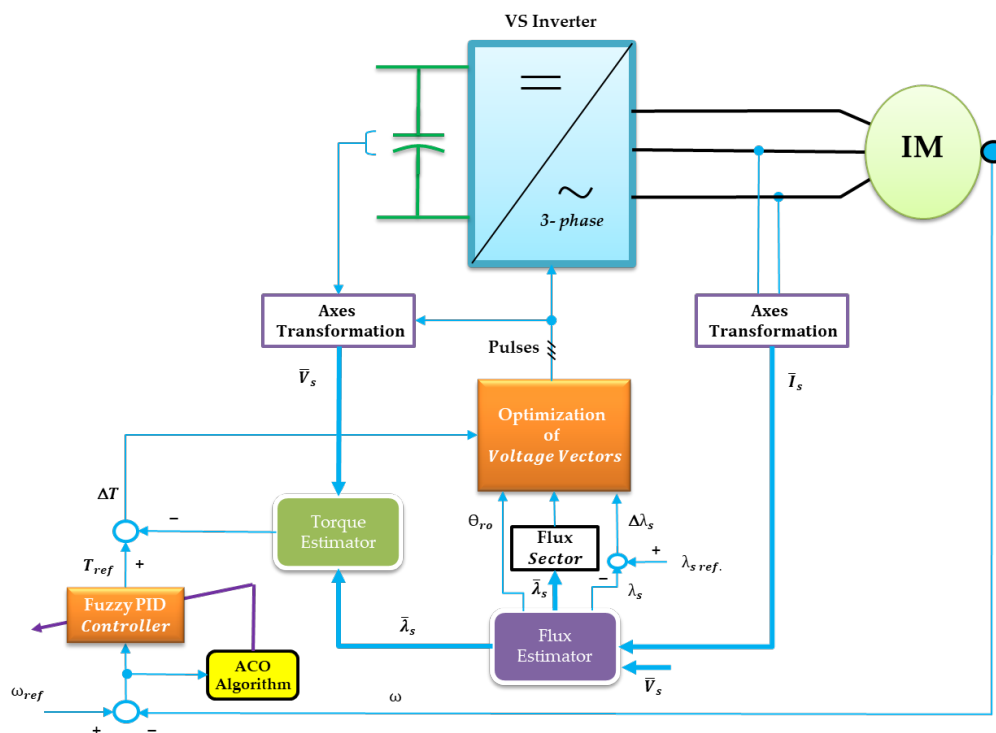 VS Inverter
IM
3- phase
Axes
Transformation
Axes
Transformation
Pulses
V̄s
Īs
Optimization
of
Voltage Vectors
ΔT
−
Torque
Estimator
Θro
Flux
Sector
Δλs
+
λs ref.
−
λ̄s
λs
Tref
+
Fuzzy PID
Controller
λ̄s
Flux
Estimator
ACO
Algorithm
V̄s
ωref
ω
+
−